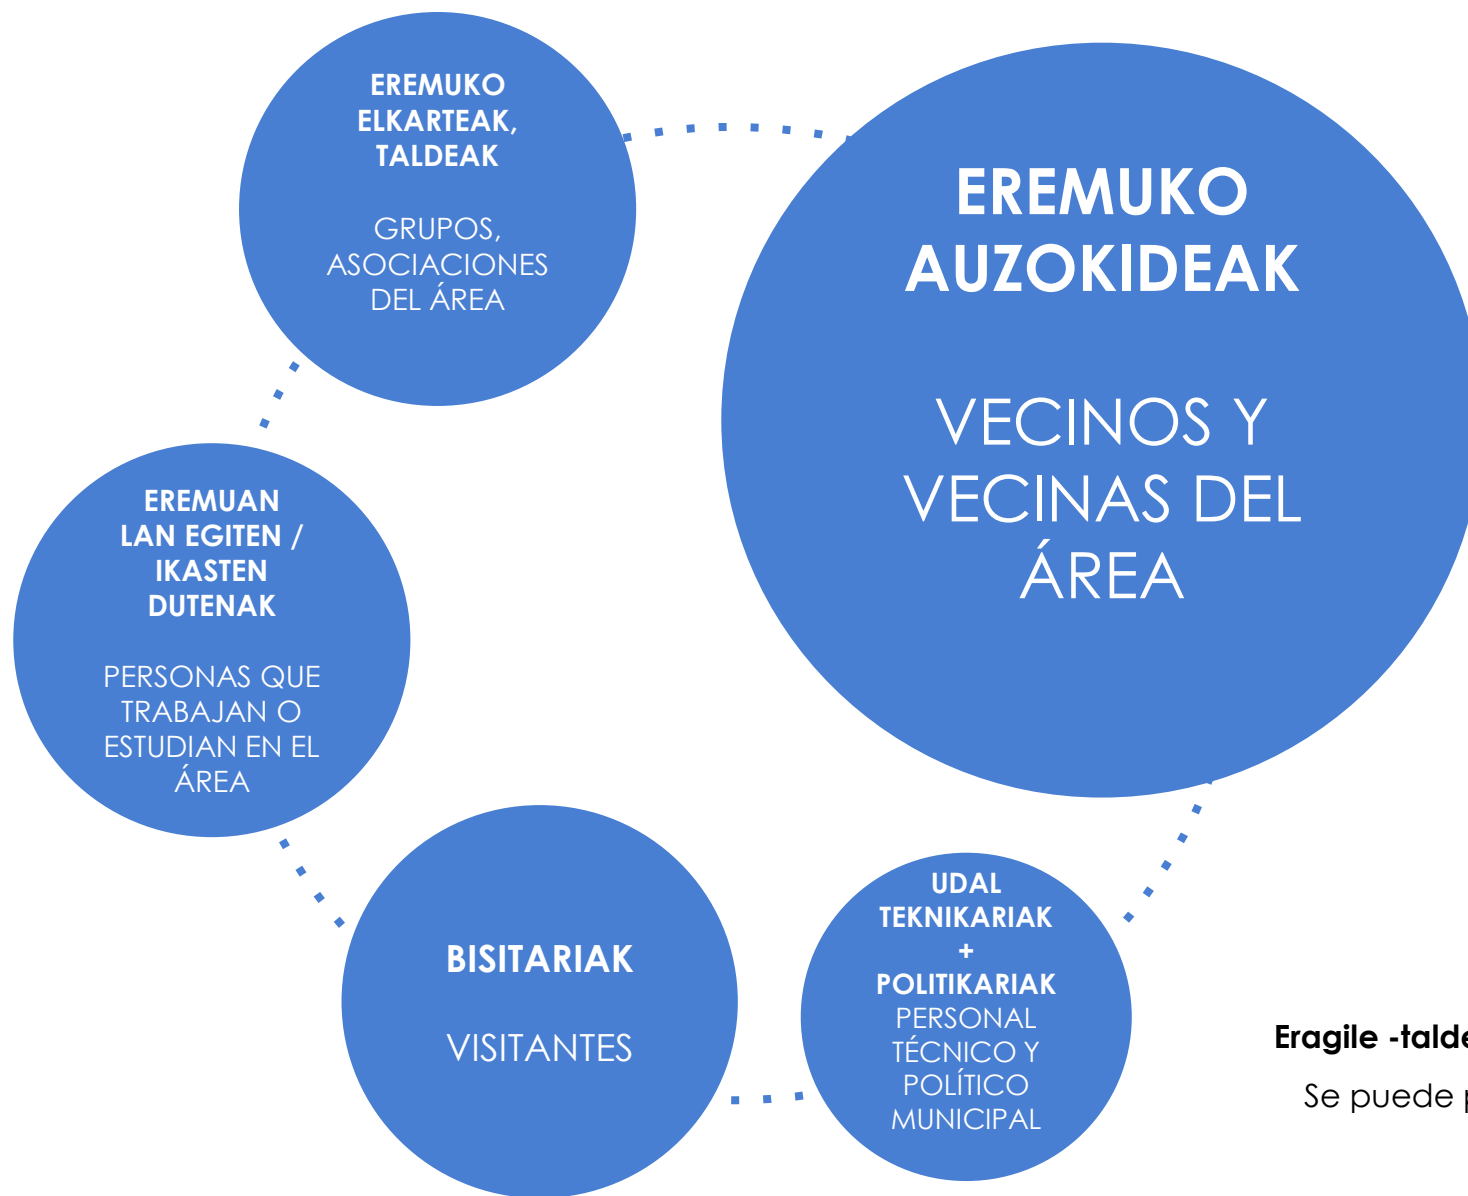 EREMUKO
ELKARTEAK,
TALDEAK
GRUPOS,
ASOCIACIONES
DEL ÁREA
EREMUKO
AUZOKIDEAK
VECINOS Y
VECINAS DEL
ÁREA
EREMUAN
LAN EGITEN /
IKASTEN
DUTENAK
PERSONAS QUE
TRABAJAN O
ESTUDIAN EN EL
ÁREA
BISITARIAK
VISITANTES
UDAL
TEKNIKARIAK
+
POLITIKARIAK
PERSONAL
TÉCNICO Y
POLÍTICO
MUNICIPAL
Eragile
Se puede